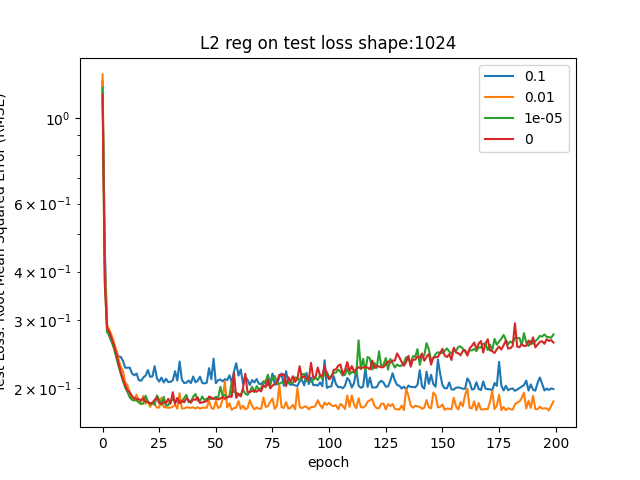 L2 reg on test loss shape:1024
Test Loss: Root Mean Squared Error (RMSE)
10⁰
6 × 10⁻¹
4 × 10⁻¹
3 × 10⁻¹
2 × 10⁻¹
0.1
0.01
1e-05
0
0 25 50 75 100 125 150 175 200
epoch